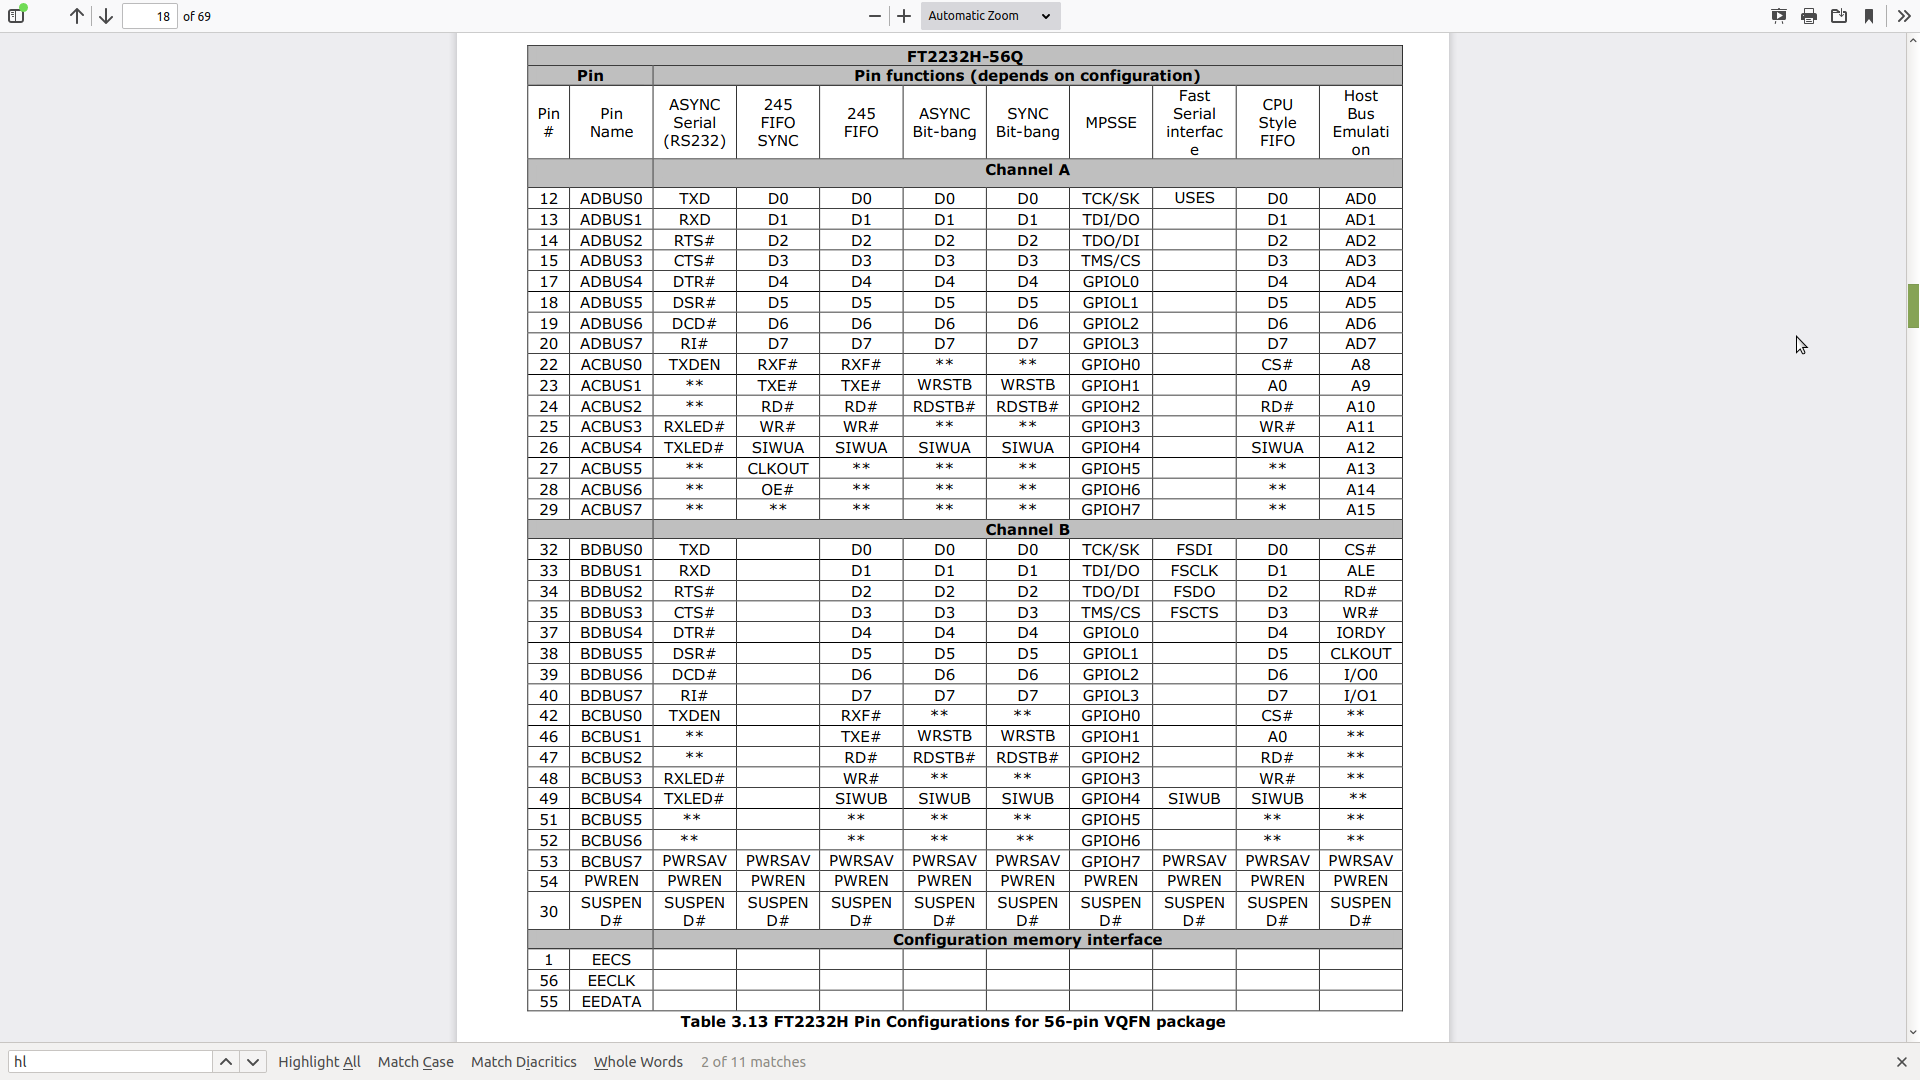 18 of 69 Automatic Zoom
FT2232H-56Q
Pin Pin functions (depends on configuration)
Pin # Pin Name ASYNC Serial (RS232) 245 FIFO SYNC 245 FIFO ASYNC Bit-bang SYNC Bit-bang MPSSE Fast Serial interfac e CPU Style FIFO Host Bus Emulati on
Channel A
12 ADBUS0 TXD D0 D0 D0 D0 TCK/SK USES D0 AD0
13 ADBUS1 RXD D1 D1 D1 D1 TDI/DO D1 AD1
14 ADBUS2 RTS# D2 D2 D2 D2 TDO/DI D2 AD2
15 ADBUS3 CTS# D3 D3 D3 D3 TMS/CS D3 AD3
17 ADBUS4 DTR# D4 D4 D4 D4 GPIOL0 D4 AD4
18 ADBUS5 DSR# D5 D5 D5 D5 GPIOL1 D5 AD5
19 ADBUS6 DCD# D6 D6 D6 D6 GPIOL2 D6 AD6
20 ADBUS7 RI# D7 D7 D7 D7 GPIOL3 D7 AD7
22 ACBUS0 TXDEN RXF# RXF# ** ** GPIOH0 CS# A8
23 ACBUS1 ** TXE# TXE# WRSTB WRSTB GPIOH1 A0 A9
24 ACBUS2 ** RD# RD# RDSTB# RDSTB# GPIOH2 RD# A10
25 ACBUS3 RXLED# WR# WR# ** ** GPIOH3 WR# A11
26 ACBUS4 TXLED# SIWUA SIWUA SIWUA SIWUA GPIOH4 SIWUA A12
27 ACBUS5 ** CLKOUT ** ** ** GPIOH5 ** A13
28 ACBUS6 ** OE# ** ** ** GPIOH6 ** A14
29 ACBUS7 ** ** ** ** ** GPIOH7 ** A15
Channel B
32 BDBUS0 TXD D0 D0 D0 TCK/SK FSDI D0 CS#
33 BDBUS1 RXD D1 D1 D1 TDI/DO FSCLK D1 ALE
34 BDBUS2 RTS# D2 D2 D2 TDO/DI FSDO D2 RD#
35 BDBUS3 CTS# D3 D3 D3 TMS/CS FSCTS D3 WR#
37 BDBUS4 DTR# D4 D4 D4 GPIOL0 D4 IORDY
38 BDBUS5 DSR# D5 D5 D5 GPIOL1 D5 CLKOUT
39 BDBUS6 DCD# D6 D6 D6 GPIOL2 D6 I/O0
40 BDBUS7 RI# D7 D7 D7 GPIOL3 D7 I/O1
42 BCBUS0 TXDEN RXF# ** ** GPIOH0 CS# **
46 BCBUS1 ** TXE# WRSTB WRSTB GPIOH1 A0 **
47 BCBUS2 ** RD# RDSTB# RDSTB# GPIOH2 RD# **
48 BCBUS3 RXLED# WR# ** ** GPIOH3 WR# **
49 BCBUS4 TXLED# SIWUB SIWUB SIWUB GPIOH4 SIWUB SIWUB **
51 BCBUS5 ** ** ** ** GPIOH5 ** **
52 BCBUS6 ** ** ** ** GPIOH6 ** **
53 BCBUS7 PWRSAV PWRSAV PWRSAV PWRSAV PWRSAV GPIOH7 PWRSAV PWRSAV PWRSAV
54 PWREN PWREN PWREN PWREN PWREN PWREN PWREN PWREN PWREN PWREN
30 SUSPEN D# SUSPEN D# SUSPEN D# SUSPEN D# SUSPEN D# SUSPEN D# SUSPEN D# SUSPEN D# SUSPEN D# SUSPEN D#
Configuration memory interface
1 EECS
56 EECLK
55 EEDATA
Table 3.13 FT2232H Pin Configurations for 56-pin VQFN package
hl Highlight All Match Case Match Diacritics Whole Words 2 of 11 matches